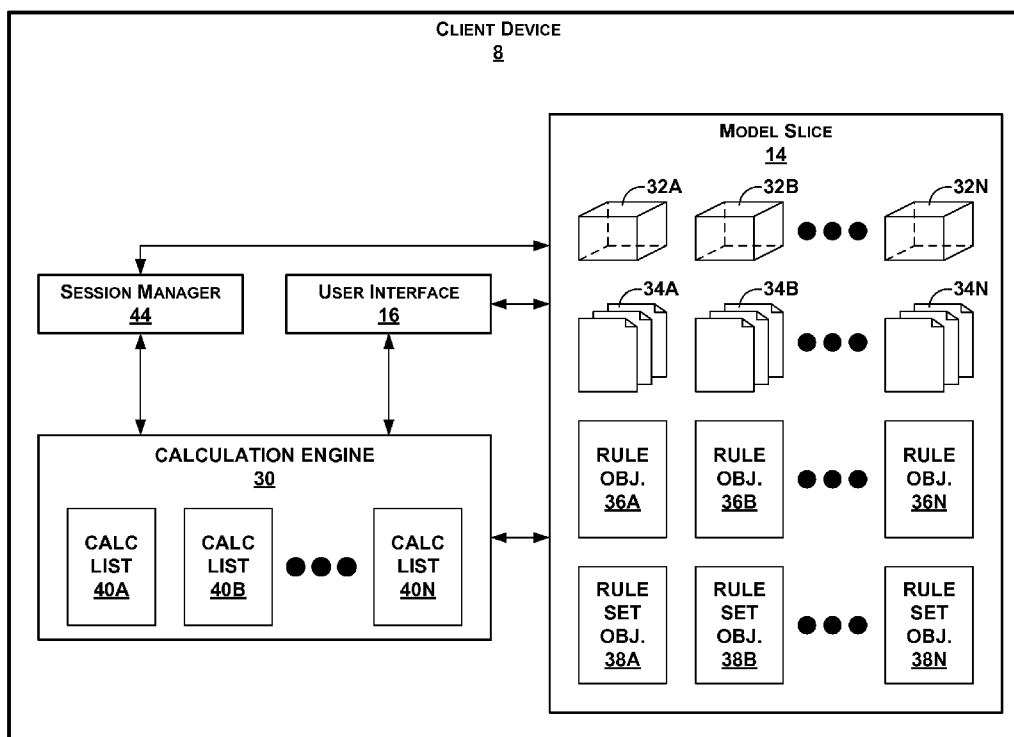 CLIENT DEVICE
8
MODEL SLICE
14
32A 32B 32N
SESSION MANAGER
44
USER INTERFACE
16
34A 34B 34N
CALCULATION ENGINE
30
CALC
LIST
40A
CALC
LIST
40B
CALC
LIST
40N
RULE
OBJ.
36A
RULE
OBJ.
36B
RULE
OBJ.
36N
RULE
SET
OBJ.
38A
RULE
SET
OBJ.
38B
RULE
SET
OBJ.
38N